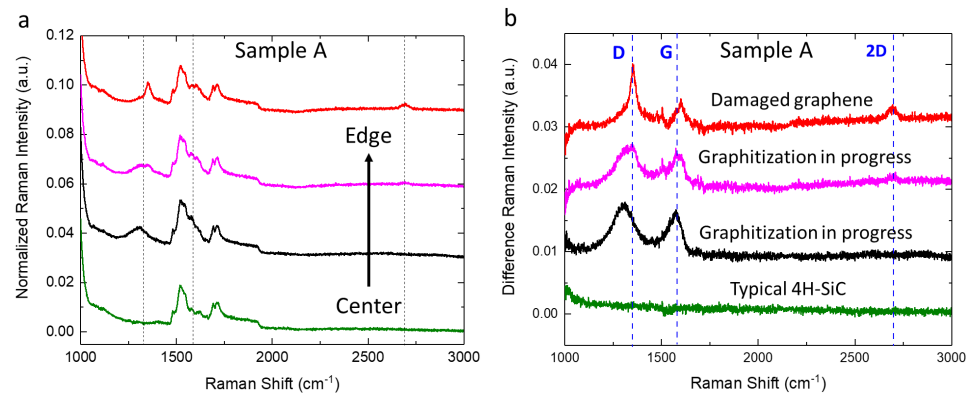 a
Sample A
Normalized Raman Intensity (a.u.)
0.12
0.10
0.08
0.06
0.04
0.02
0.00
Edge
Center
1000
1500
2000
2500
3000
Raman Shift (cm⁻¹)
b
Sample A
D
G
2D
Difference Raman Intensity (a.u.)
0.04
0.03
0.02
0.01
0.00
Damaged graphene
Graphitization in progress
Graphitization in progress
Typical 4H-SiC
1000
1500
2000
2500
3000
Raman Shift (cm⁻¹)